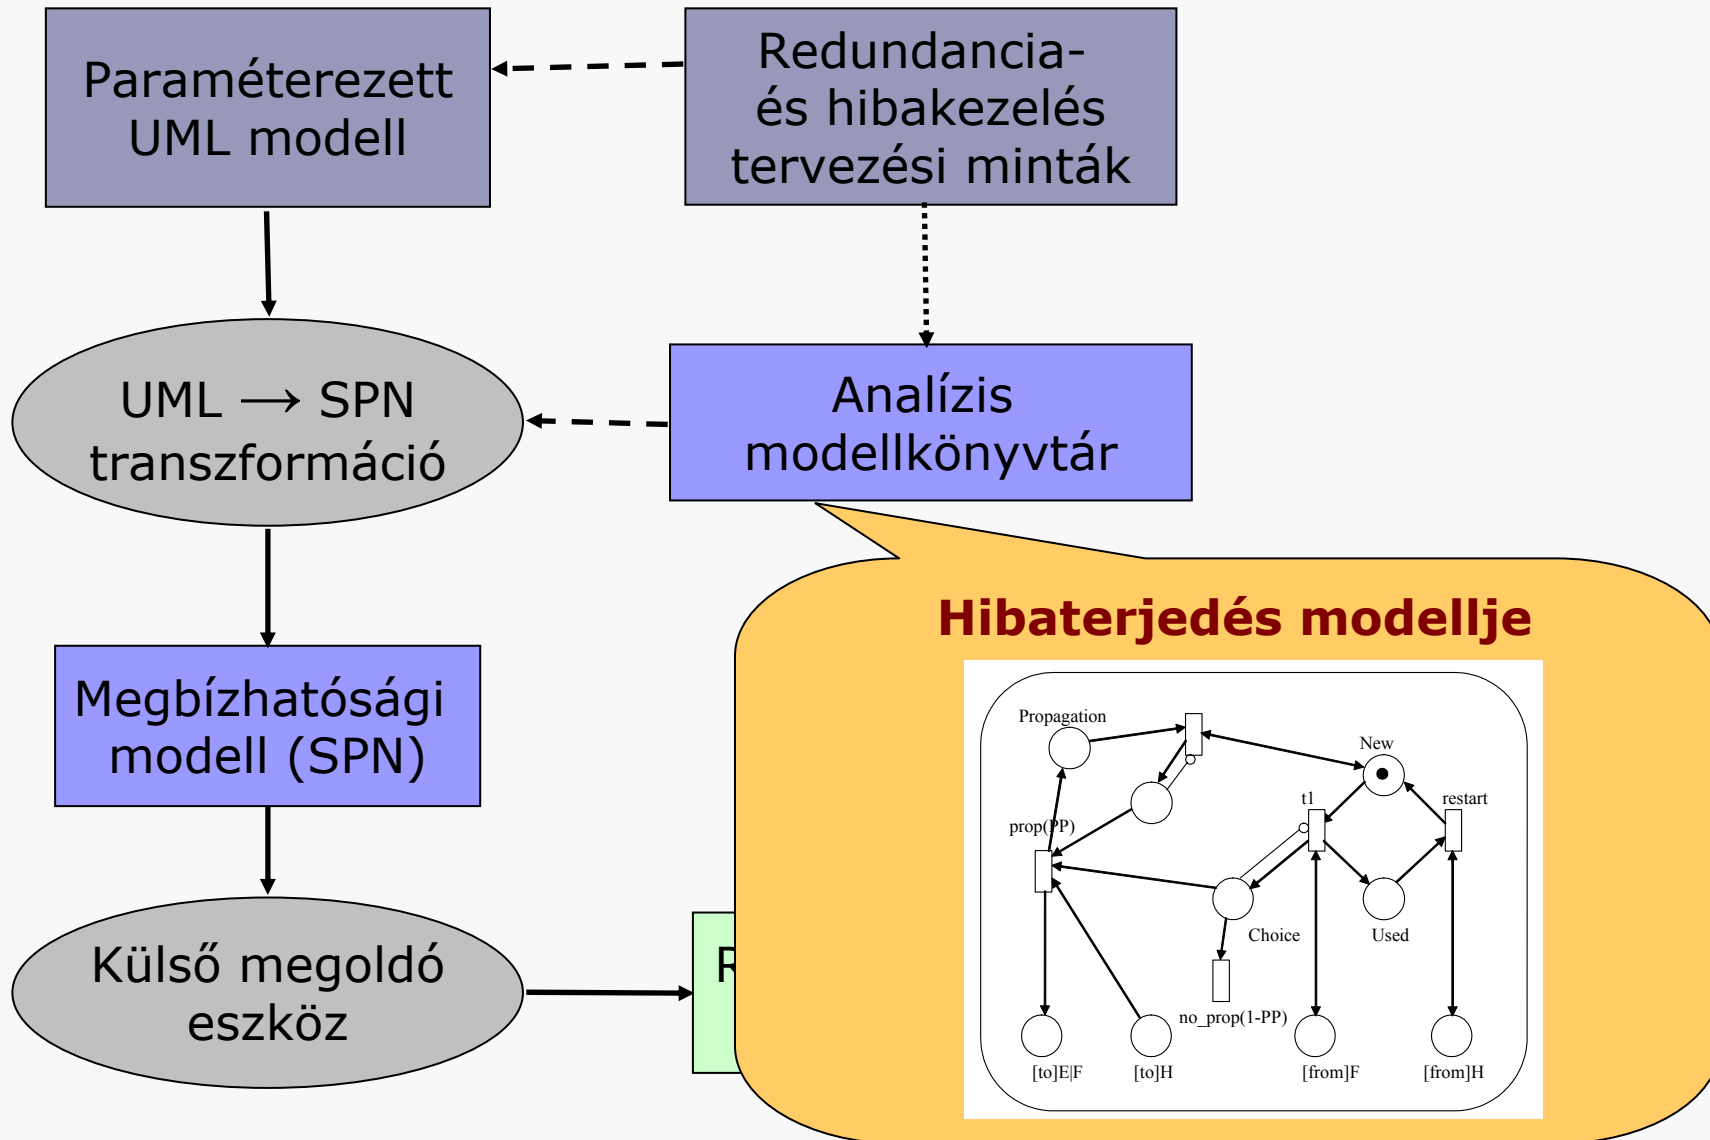 Paraméterezett
UML modell
Redundancia-
és hibakezelés
tervezési minták
UML → SPN
transzformáció
Analízis
modellkönyvtár
Megbízhatósági
modell (SPN)
Külső megoldó
eszköz
R
Hibaterjedés modellje
Propagation
New
t1
restart
prop(PP)
Choice
Used
no_prop(1-PP)
[to]E|F
[to]H
[from]F
[from]H